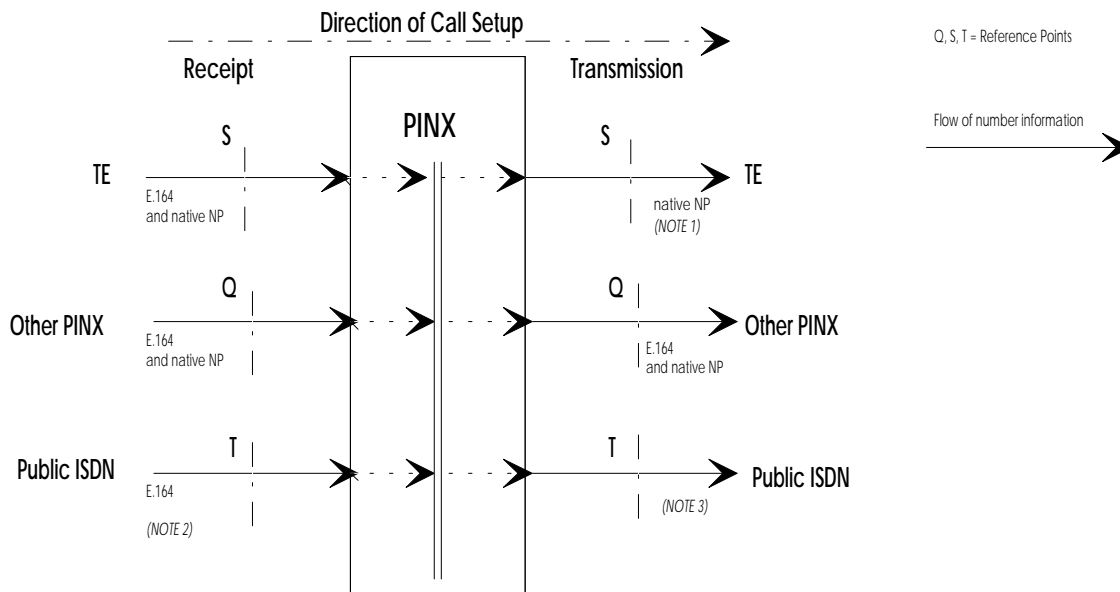 Direction of Call Setup
Q, S, T = Reference Points
Receipt
Transmission
Flow of number information
PINX
S
S
TE
TE
E.164
and native NP
native NP
(NOTE 1)
Q
Q
Other PINX
Other PINX
E.164
and native NP
E.164
and native NP
T
T
Public ISDN
Public ISDN
E.164
(NOTE 2)
(NOTE 3)